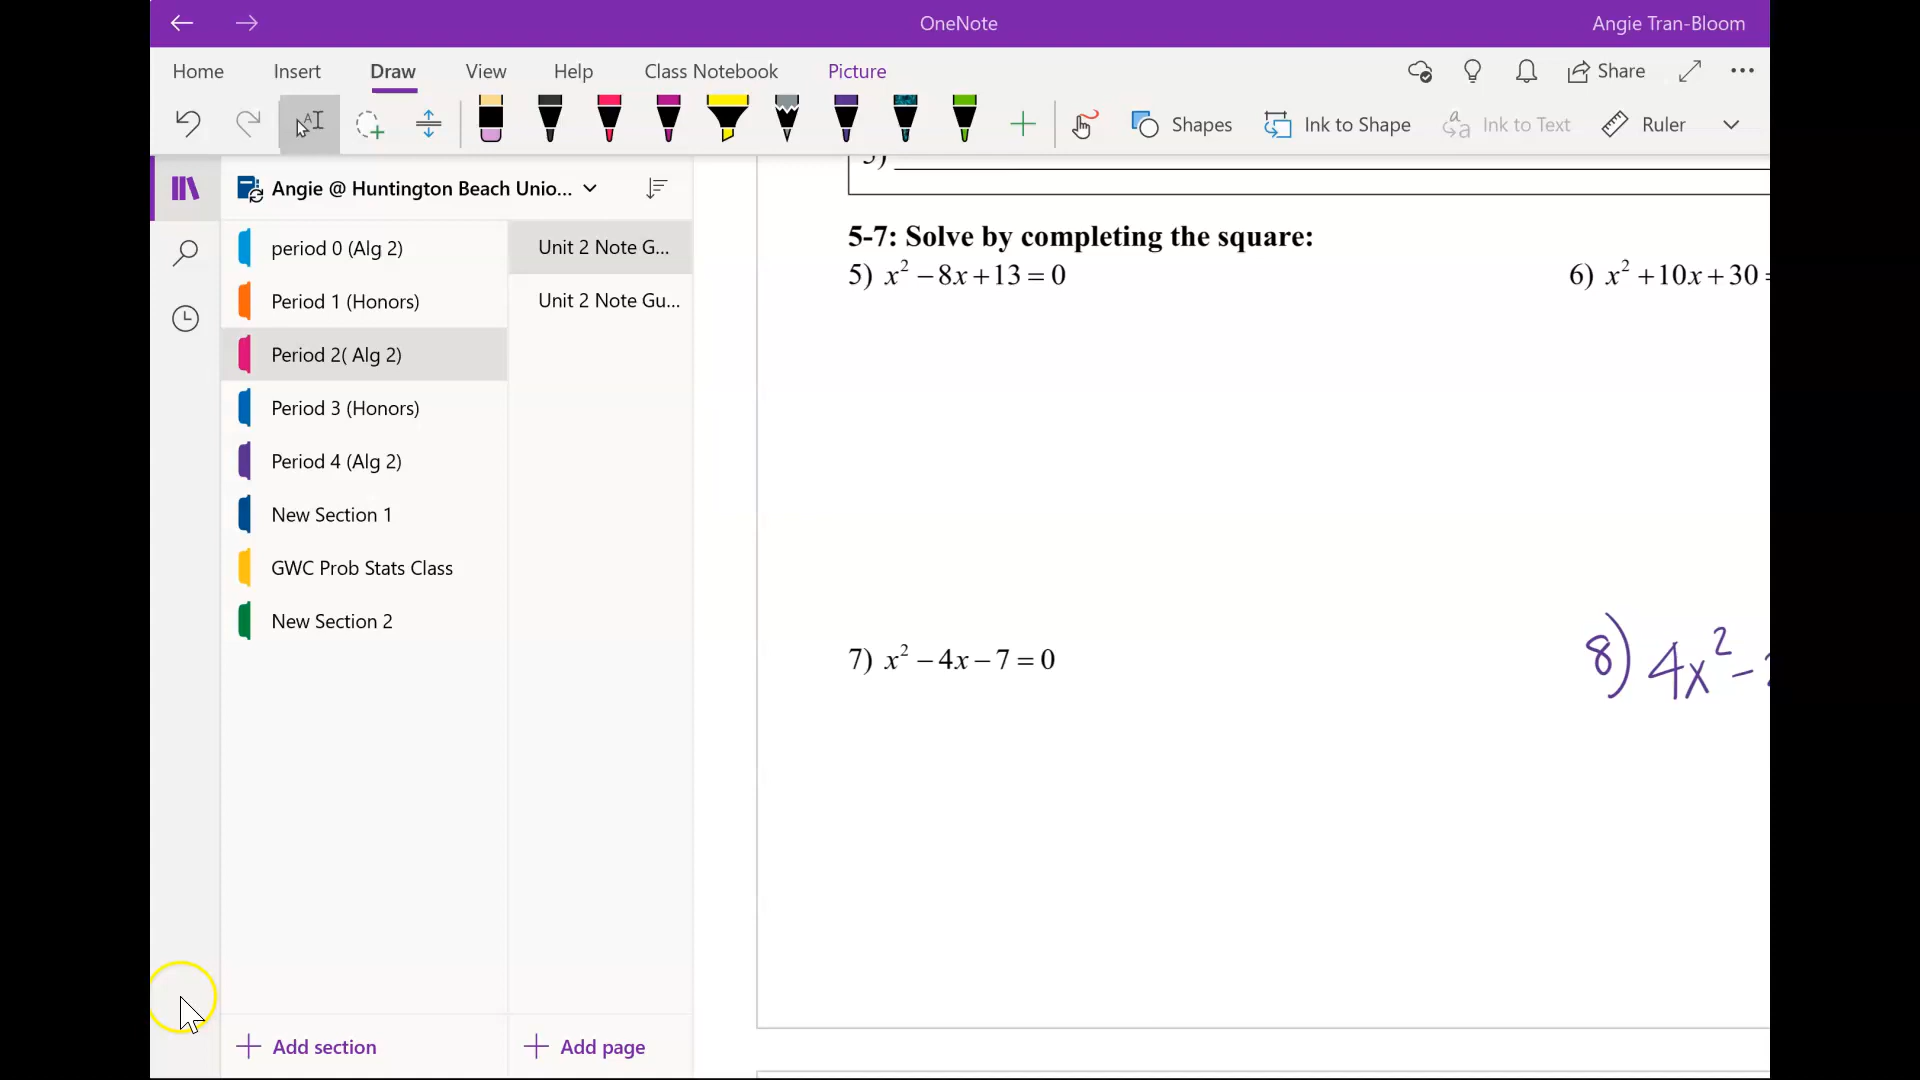 OneNote
Angie Tran-Bloom
Home Insert Draw View Help Class Notebook Picture Share
Shapes Ink to Shape Ink to Text Ruler
Angie @ Huntington Beach Unio...
period 0 (Alg 2)
Period 1 (Honors)
Period 2( Alg 2)
Period 3 (Honors)
Period 4 (Alg 2)
New Section 1
GWC Prob Stats Class
New Section 2
Add section
Unit 2 Note G...
Unit 2 Note Gu...
Add page
5-7: Solve by completing the square:
5) x² − 8x + 13 = 0
6) x² + 10x + 30 =
7) x² − 4x − 7 = 0
8) 4x² −